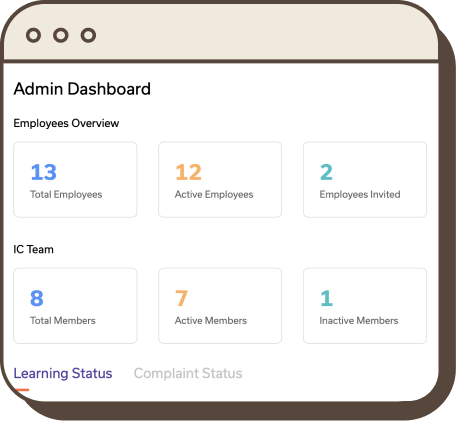 Admin Dashboard
Employees Overview
13 12 2
Total Employees Active Employees Employees Invited
IC Team
8 7 1
Total Members Active Members Inactive Members
Learning Status Complaint Status